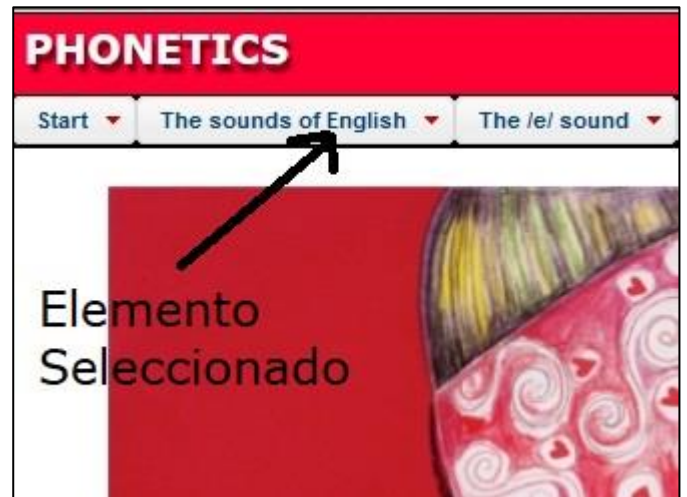 PHONETICS
Start The sounds of English The /e/ sound
Elemento
Seleccionado